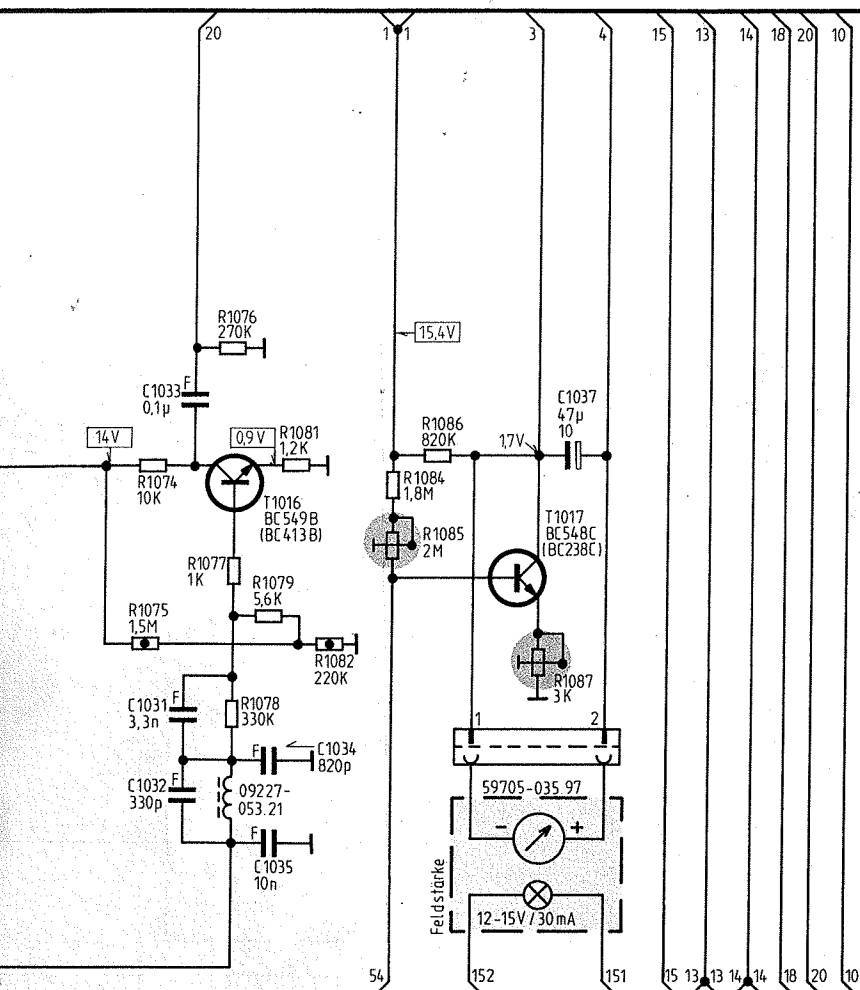 20
1 1
3
4
15
13
14
18
20
10
R1076
270K
15,4V
C1033
F
0,1µ
14V
0,9 V
R1081
1,2K
R1074
10K
T1016
BC549B
(BC413B)
R1086
820K
1,7V
C1037
47µ
10
R1084
1,8M
R1085
2M
T1017
BC548C
(BC238C)
R1077
1K
R1079
5,6K
R1075
1,5M
R1082
220K
R1087
3K
C1031
F
3,3n
R1078
330K
F
C1034
820p
C1032
F
330p
09227-
053.21
F
C1035
10n
1
2
59705-035.97
- +
Feldstärke
12-15V/30mA
54
152
151
15
13 13
14 14
18
20
10